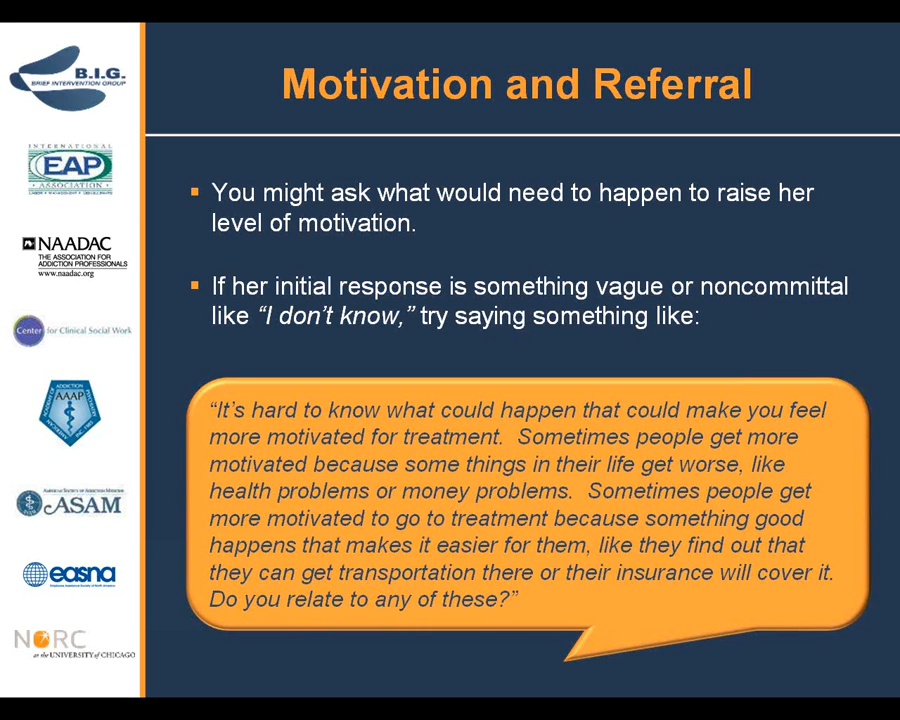 B.I.G.
BRIEF INTERVENTION GROUP
INTERNATIONAL
EAP
ASSOCIATION
NAADAC
THE ASSOCIATION FOR
ADDICTION PROFESSIONALS
www.naadac.org
Center for Clinical Social Work
AAAP
AMERICAN SOCIETY OF ADDICTION MEDICINE
ASAM
easna
NORC
at the UNIVERSITY of CHICAGO
Motivation and Referral
▪ You might ask what would need to happen to raise her
level of motivation.
▪ If her initial response is something vague or noncommittal
like “I don’t know,” try saying something like:
“It’s hard to know what could happen that could make you feel
more motivated for treatment.  Sometimes people get more
motivated because some things in their life get worse, like
health problems or money problems.  Sometimes people get
more motivated to go to treatment because something good
happens that makes it easier for them, like they find out that
they can get transportation there or their insurance will cover it.
Do you relate to any of these?”